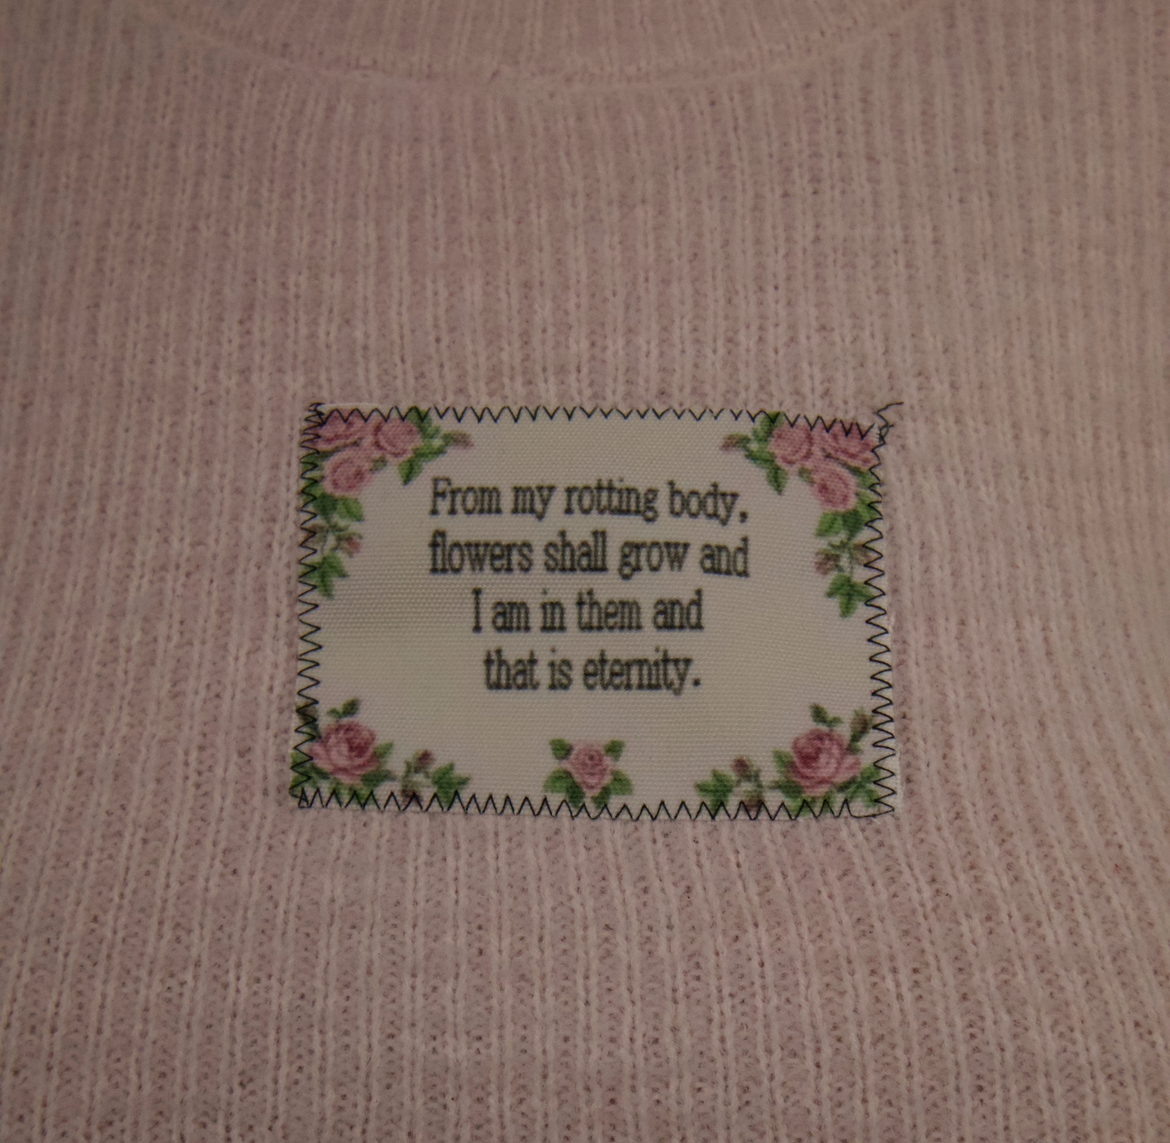 From my rotting body,
flowers shall grow and
I am in them and
that is eternity.